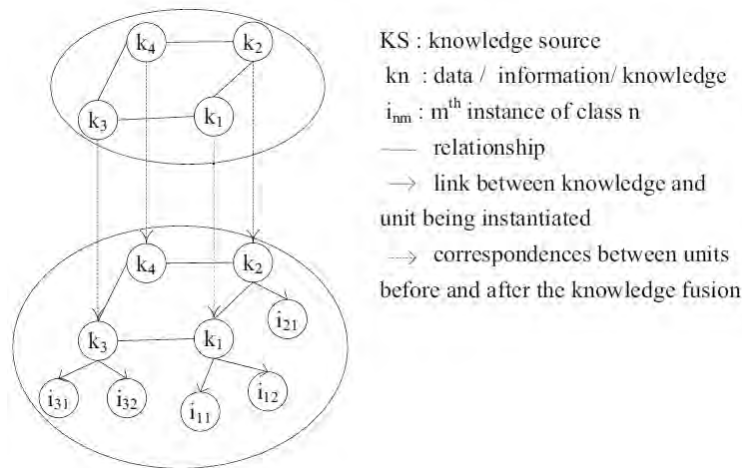 k4 k2
k3 k1
k4 k2
i21
k3 k1
i31 i32 i11 i12
KS : knowledge source
kn : data / information/ knowledge
inm : mth instance of class n
relationship
link between knowledge and
unit being instantiated
correspondences between units
before and after the knowledge fusion